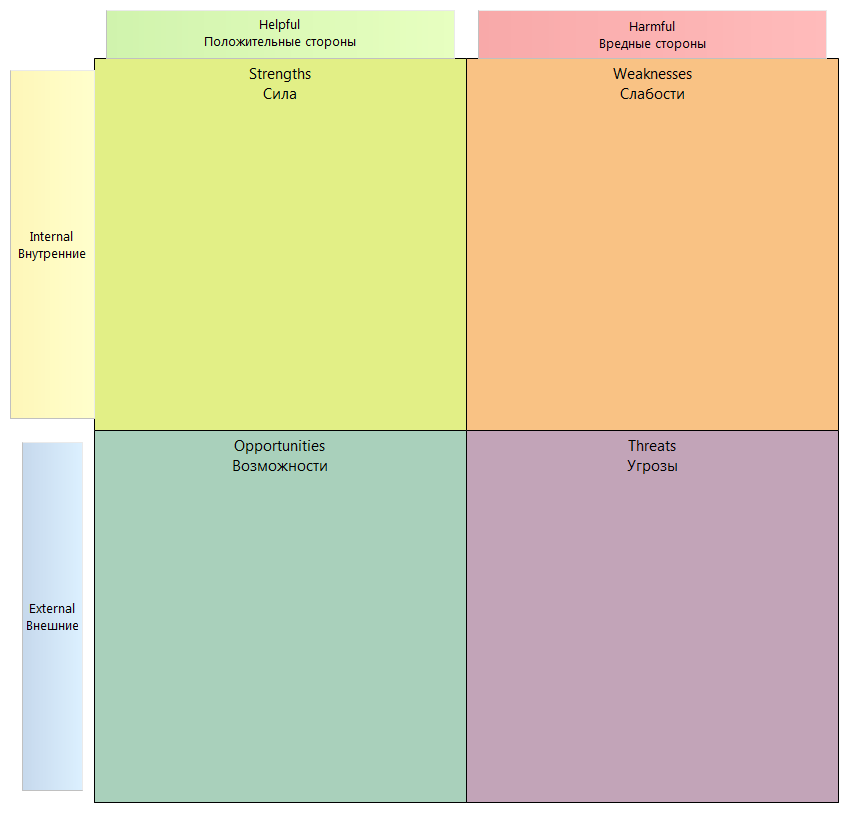 Helpful
Положительные стороны
Harmful
Вредные стороны
Strengths
Сила
Weaknesses
Слабости
Internal
Внутренние
Opportunities
Возможности
Threats
Угрозы
External
Внешние